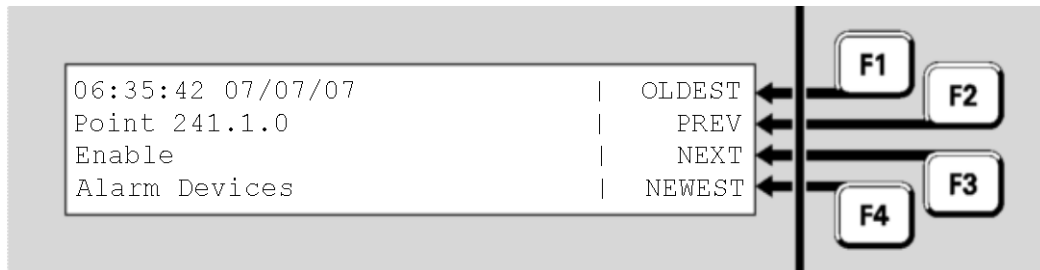 06:35:42 07/07/07 | OLDEST
Point 241.1.0 | PREV
Enable | NEXT
Alarm Devices | NEWEST
F1
F2
F3
F4